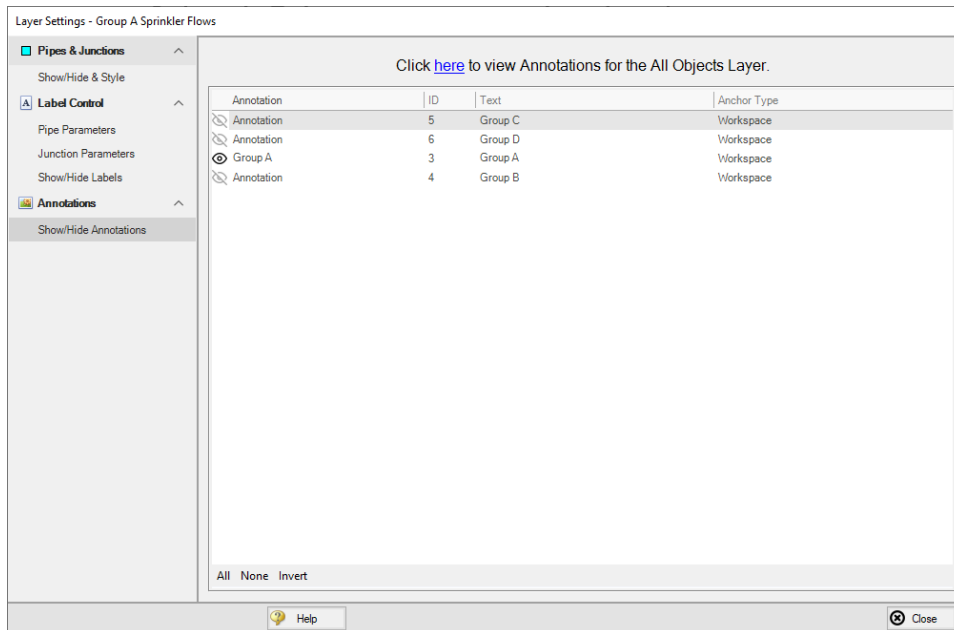 Layer Settings - Group A Sprinkler Flows
Pipes & Junctions
Show/Hide & Style
A Label Control
Pipe Parameters
Junction Parameters
Show/Hide Labels
Annotations
Show/Hide Annotations
Click here to view Annotations for the All Objects Layer.
Annotation ID Text Anchor Type
Annotation 5 Group C Workspace
Annotation 6 Group D Workspace
Group A 3 Group A Workspace
Annotation 4 Group B Workspace
All None Invert
Help Close